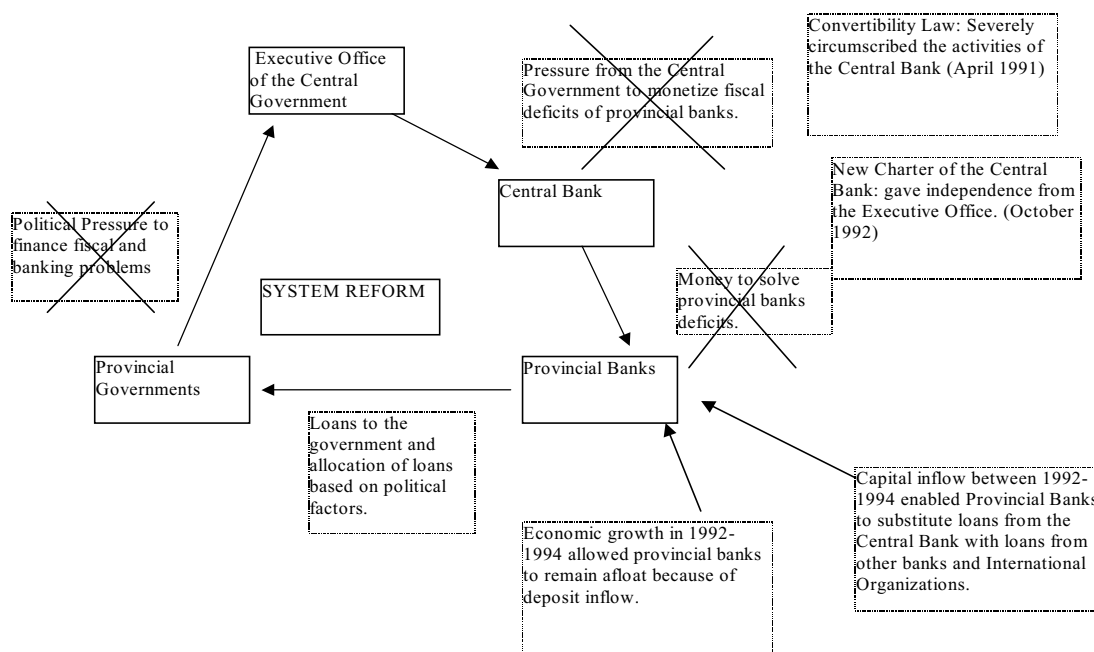 Executive Office
of the Central
Government
Pressure from the Central
Government to monetize fiscal
deficits of provincial banks.
Convertibility Law: Severely
circumscribed the activities of
the Central Bank (April 1991)
Central Bank
New Charter of the Central
Bank: gave independence from
the Executive Office. (October
1992)
Political Pressure to
finance fiscal and
banking problems
SYSTEM REFORM
Money to solve
provincial banks
deficits.
Provincial
Governments
Provincial Banks
Loans to the
government and
allocation of loans
based on political
factors.
Economic growth in 1992-
1994 allowed provincial banks
to remain afloat because of
deposit inflow.
Capital inflow between 1992-
1994 enabled Provincial Banks
to substitute loans from the
Central Bank with loans from
other banks and International
Organizations.